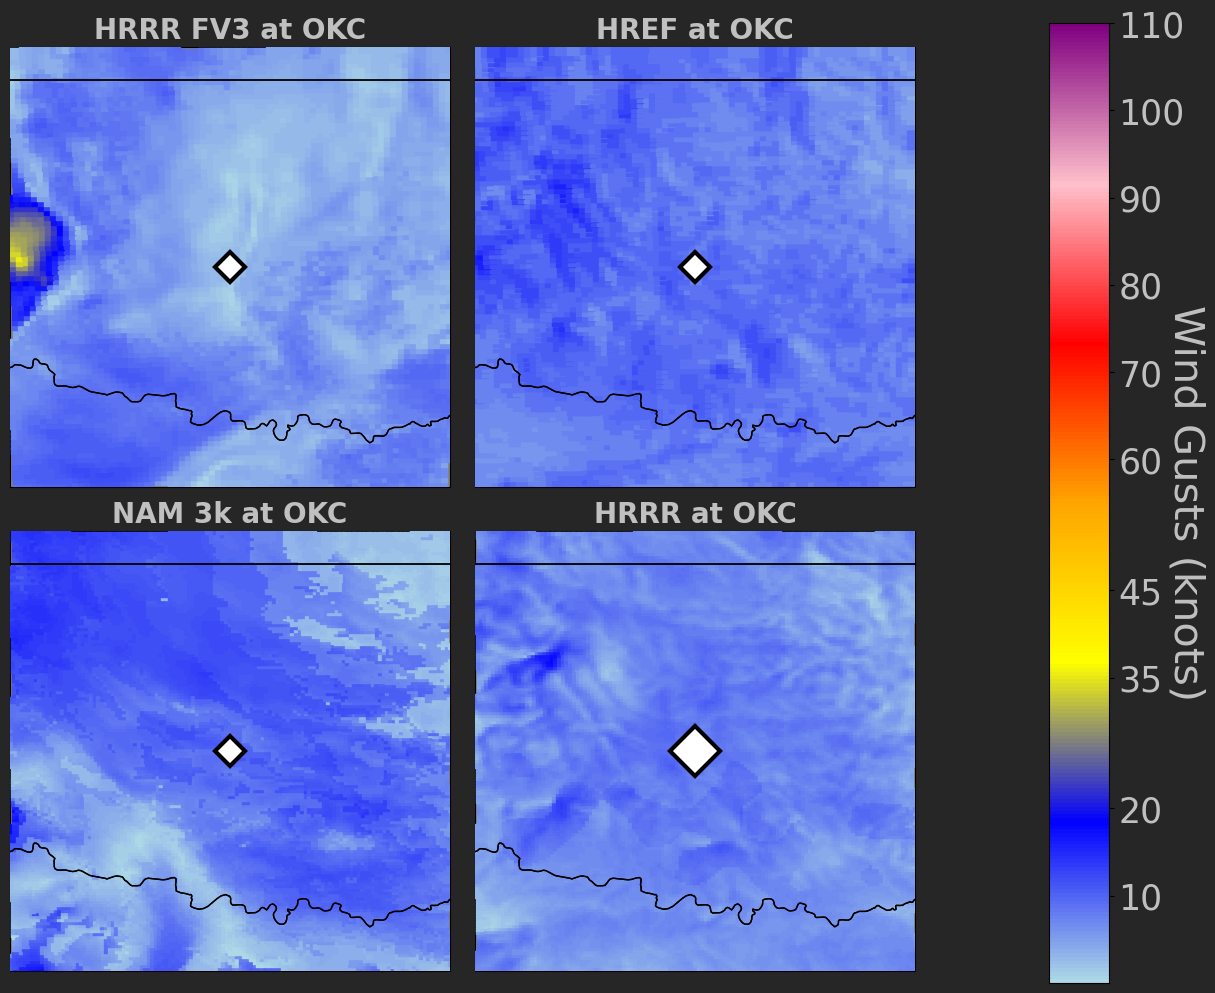 HRRR FV3 at OKC
HREF at OKC
NAM 3k at OKC
HRRR at OKC
110
100
90
80
70
60
45
35
20
10
Wind Gusts (knots)